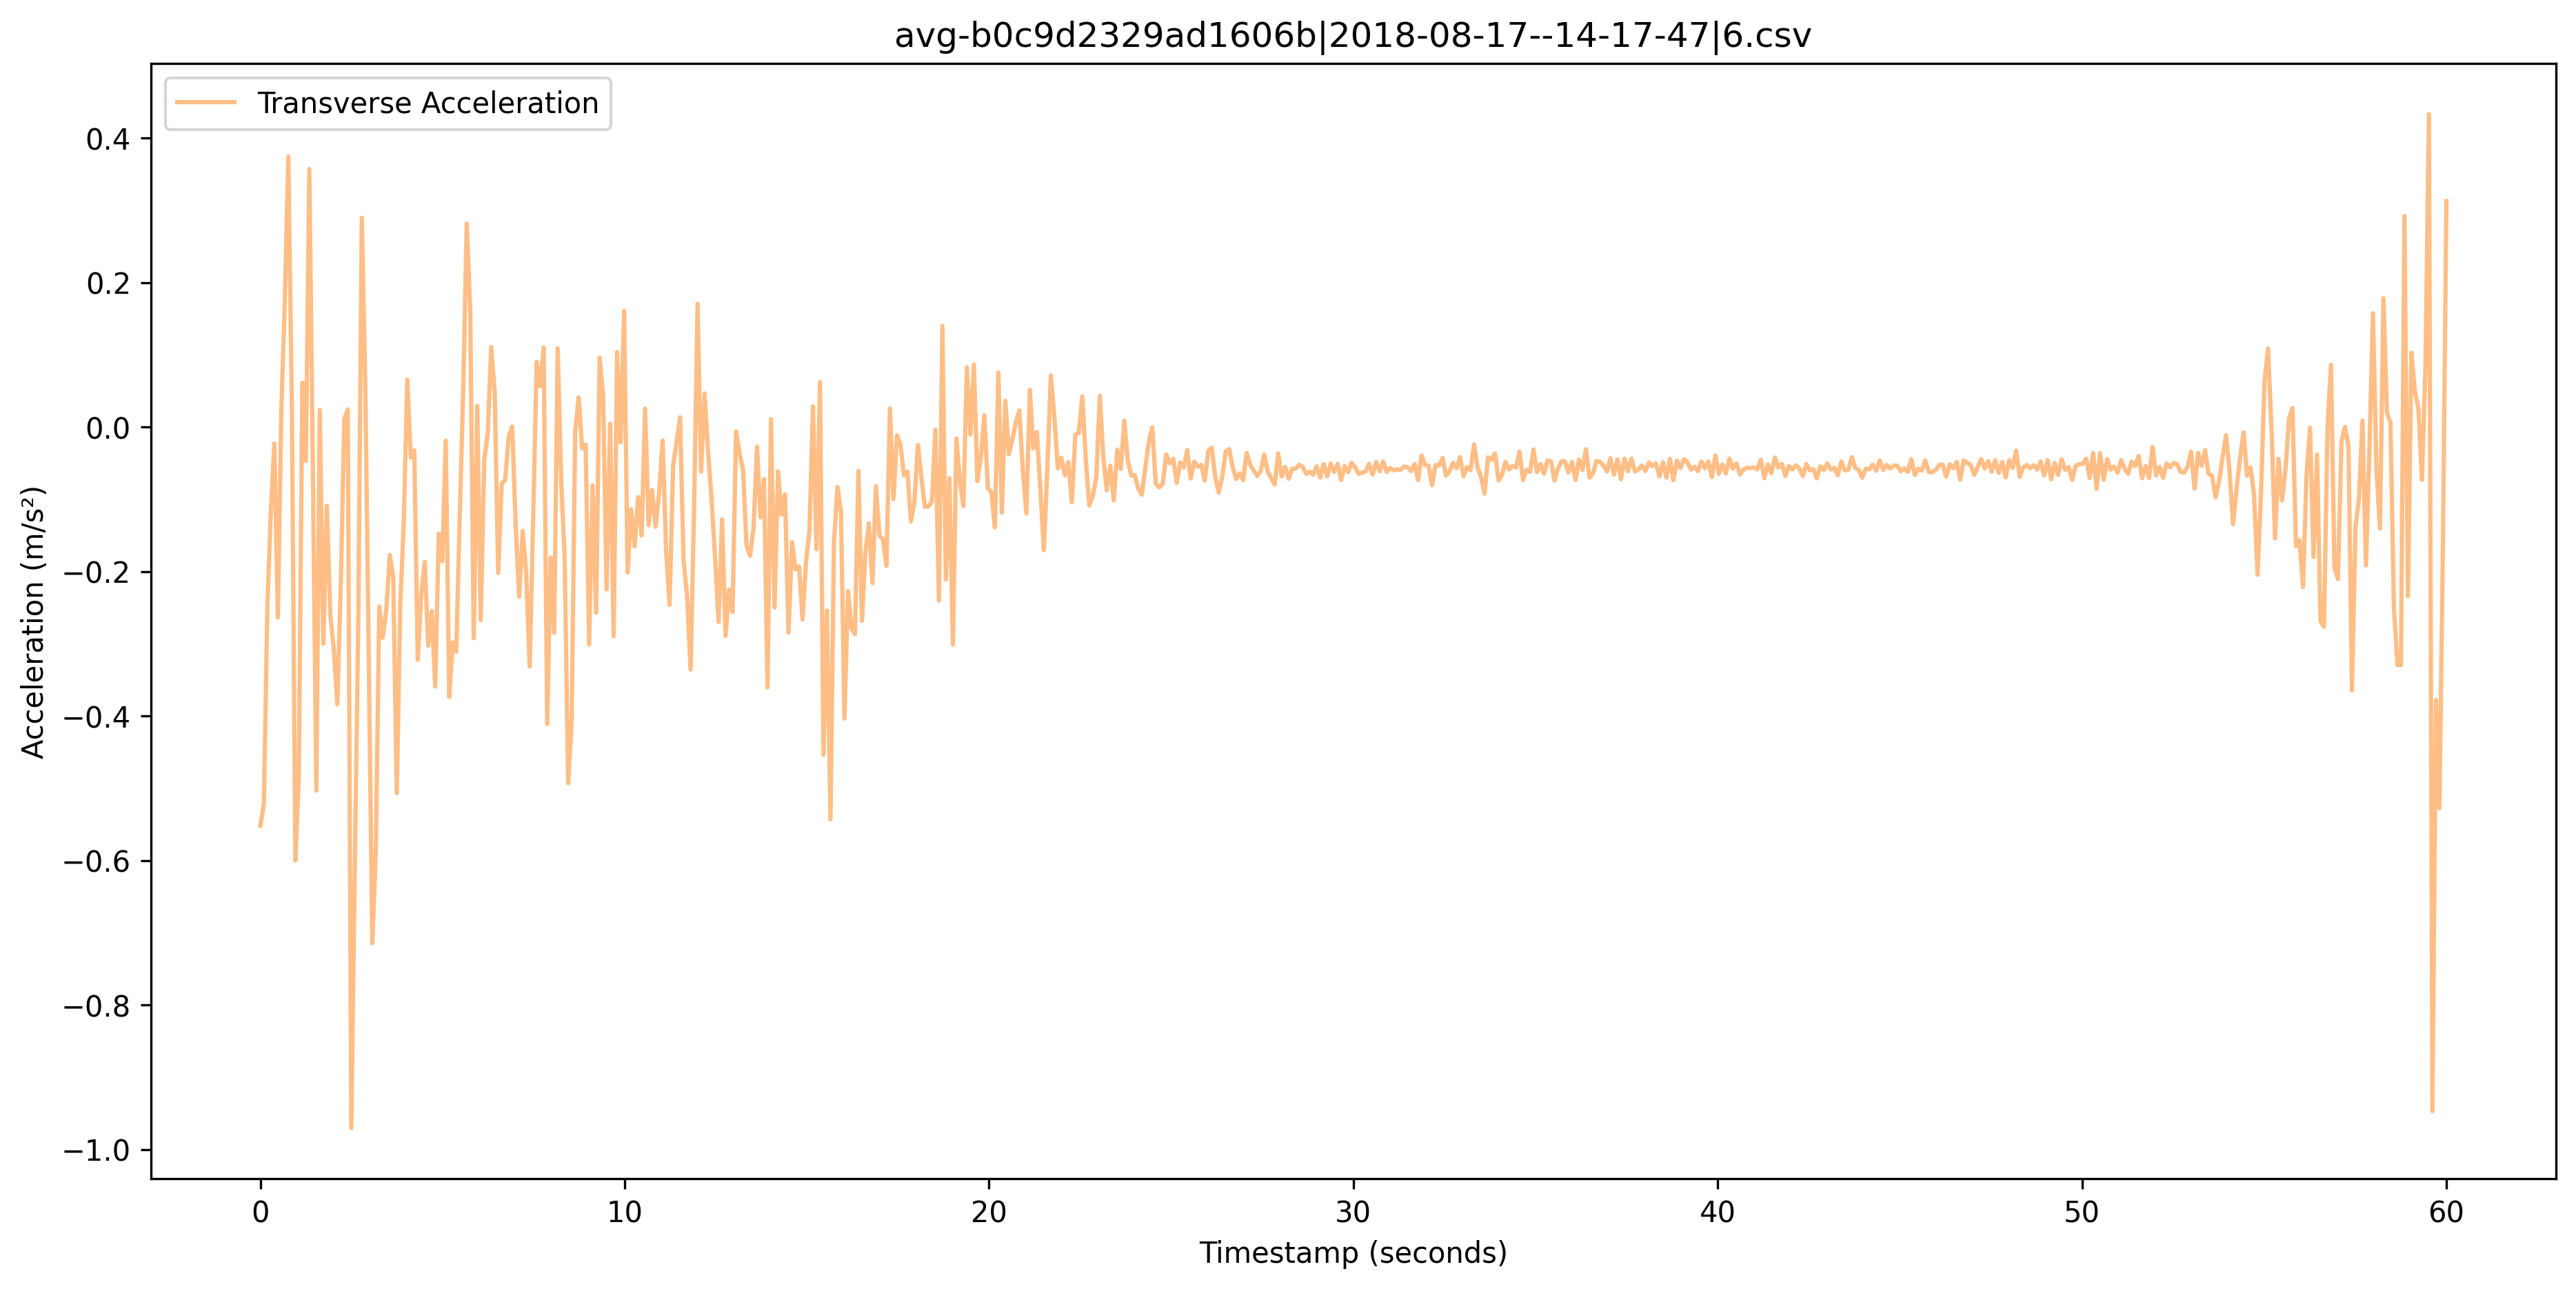 avg-b0c9d2329ad1606b|2018-08-17--14-17-47|6.csv
Transverse Acceleration
0.4
0.2
0.0
−0.2
−0.4
−0.6
−0.8
−1.0
Acceleration (m/s²)
0 10 20 30 40 50 60
Timestamp (seconds)